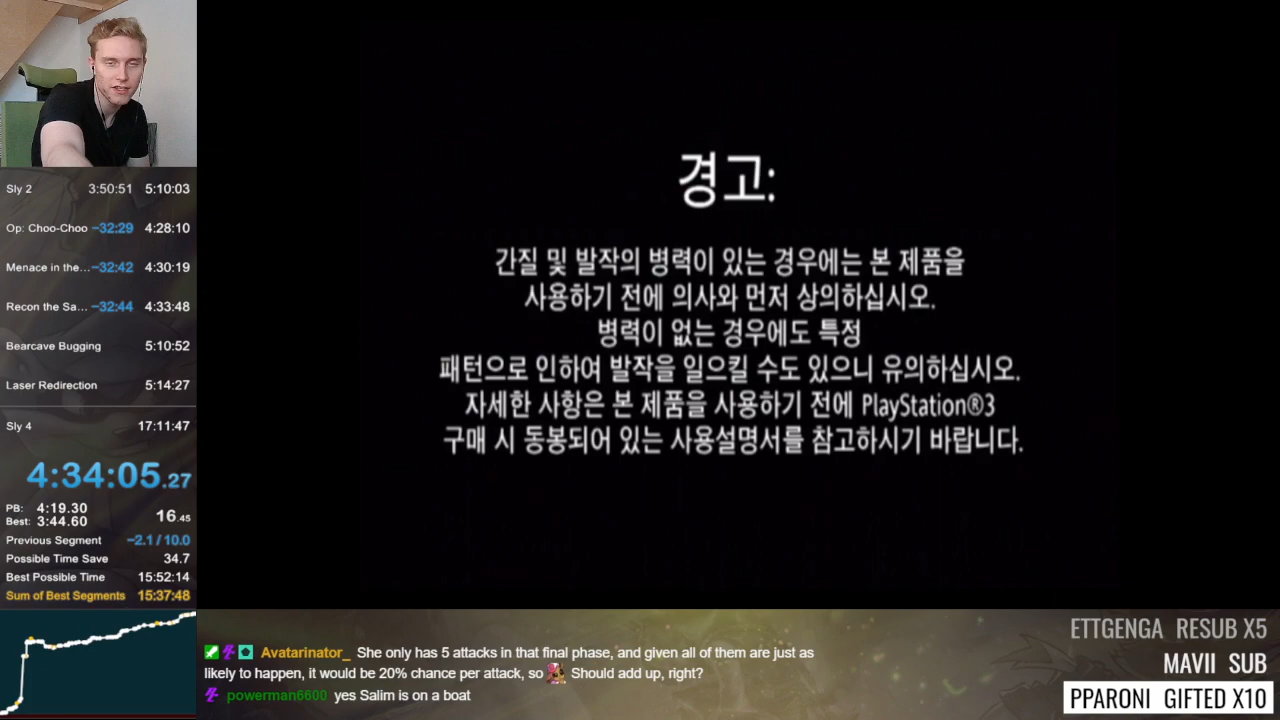 Sly 2 3:50:51 5:10:03
Op: Choo-Choo −32:29 4:28:10
Menace in the... −32:42 4:30:19
Recon the Sa... −32:44 4:33:48
Bearcave Bugging 5:10:52
Laser Redirection 5:14:27
Sly 4 17:11:47
4:34:05.27
PB: 4:19.30
Best: 3:44.60
16.45
Previous Segment −2.1 / 10.0
Possible Time Save 34.7
Best Possible Time 15:52:14
Sum of Best Segments 15:37:48
경고:
간질 및 발작의 병력이 있는 경우에는 본 제품을
사용하기 전에 의사와 먼저 상의하십시오.
병력이 없는 경우에도 특정
패턴으로 인하여 발작을 일으킬 수도 있으니 유의하십시오.
자세한 사항은 본 제품을 사용하기 전에 PlayStation®3
구매 시 동봉되어 있는 사용설명서를 참고하시기 바랍니다.
Avatarinator_ She only has 5 attacks in that final phase, and given all of them are just as
likely to happen, it would be 20% chance per attack, so Should add up, right?
powerman6600 yes Salim is on a boat
ETTGENGA RESUB X5
MAVII SUB
PPARONI GIFTED X10